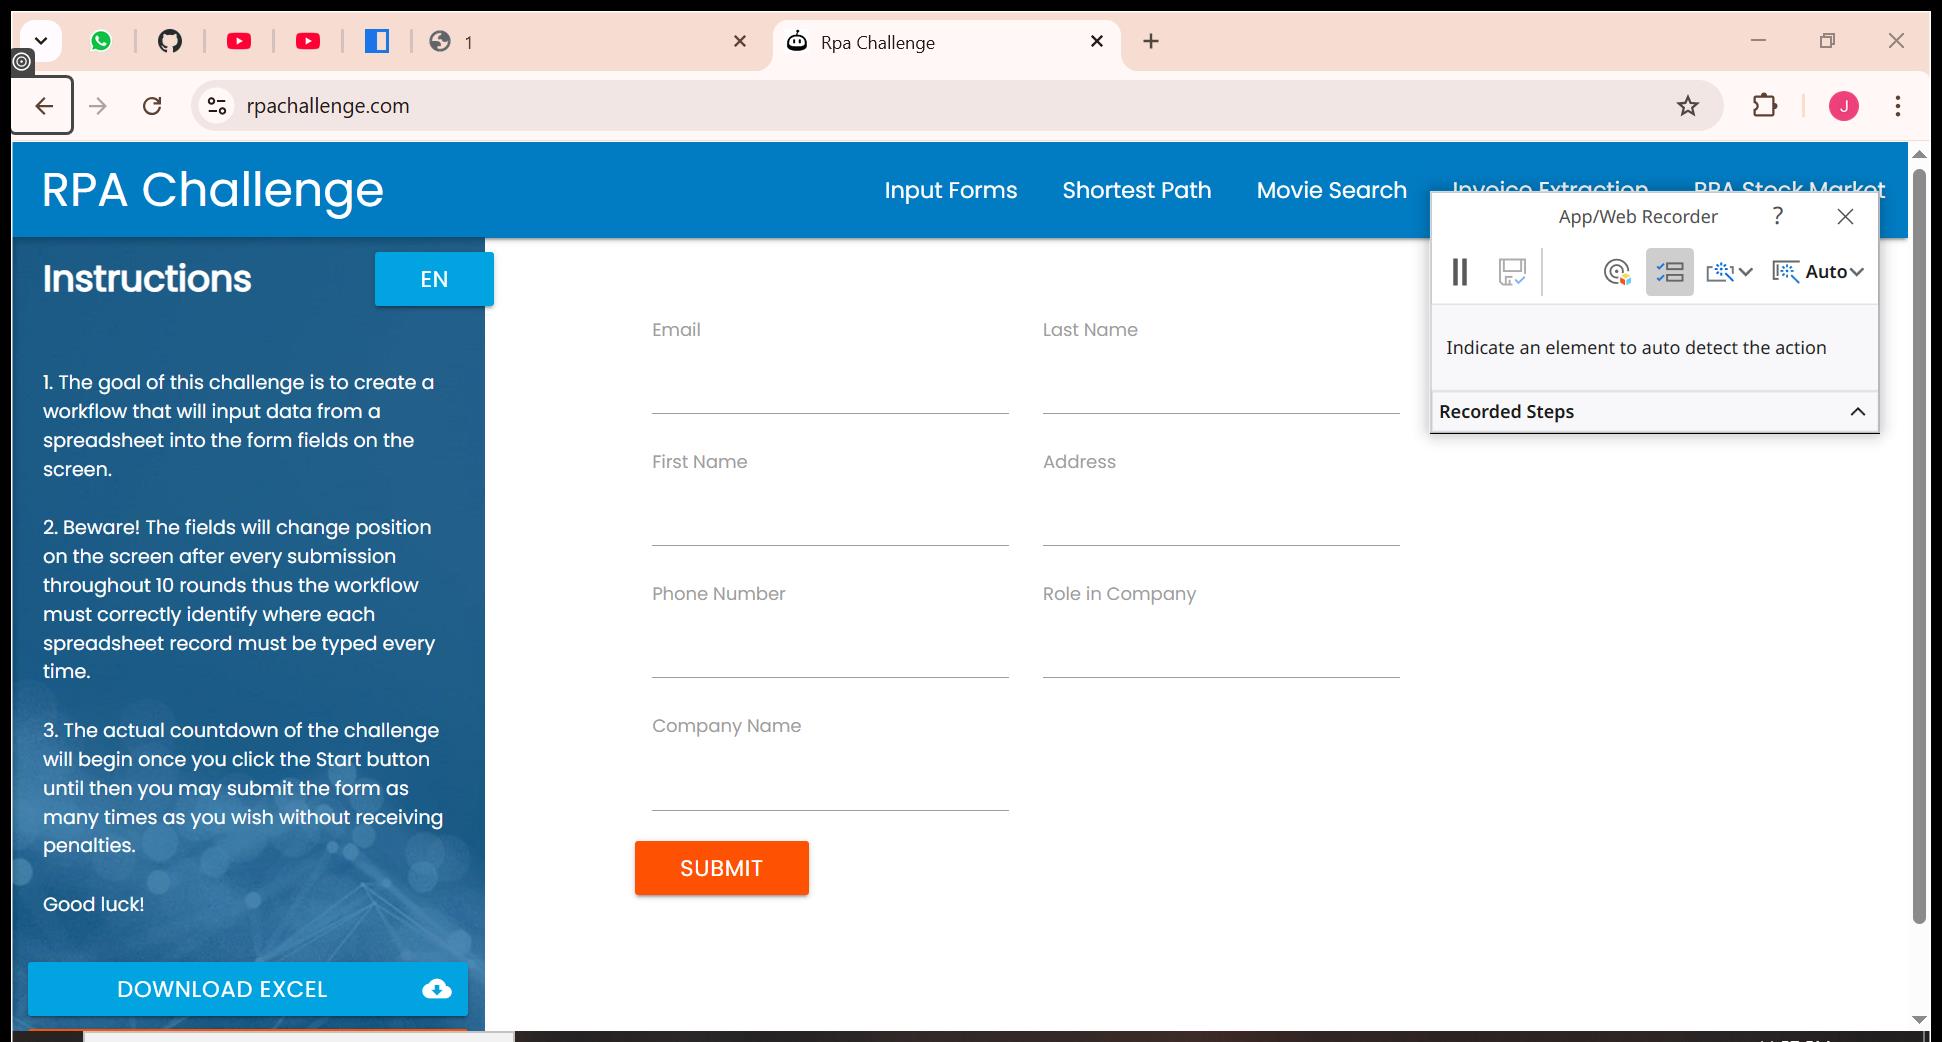 1
Rpa Challenge
rpachallenge.com
J
RPA Challenge
Input Forms
Shortest Path
Movie Search
Invoice Extraction
RPA Stock Market
App/Web Recorder
?
Auto
Indicate an element to auto detect the action
Recorded Steps
Instructions
EN
1. The goal of this challenge is to create a
workflow that will input data from a
spreadsheet into the form fields on the
screen.
2. Beware! The fields will change position
on the screen after every submission
throughout 10 rounds thus the workflow
must correctly identify where each
spreadsheet record must be typed every
time.
3. The actual countdown of the challenge
will begin once you click the Start button
until then you may submit the form as
many times as you wish without receiving
penalties.
Good luck!
DOWNLOAD EXCEL
Email
Last Name
First Name
Address
Phone Number
Role in Company
Company Name
SUBMIT